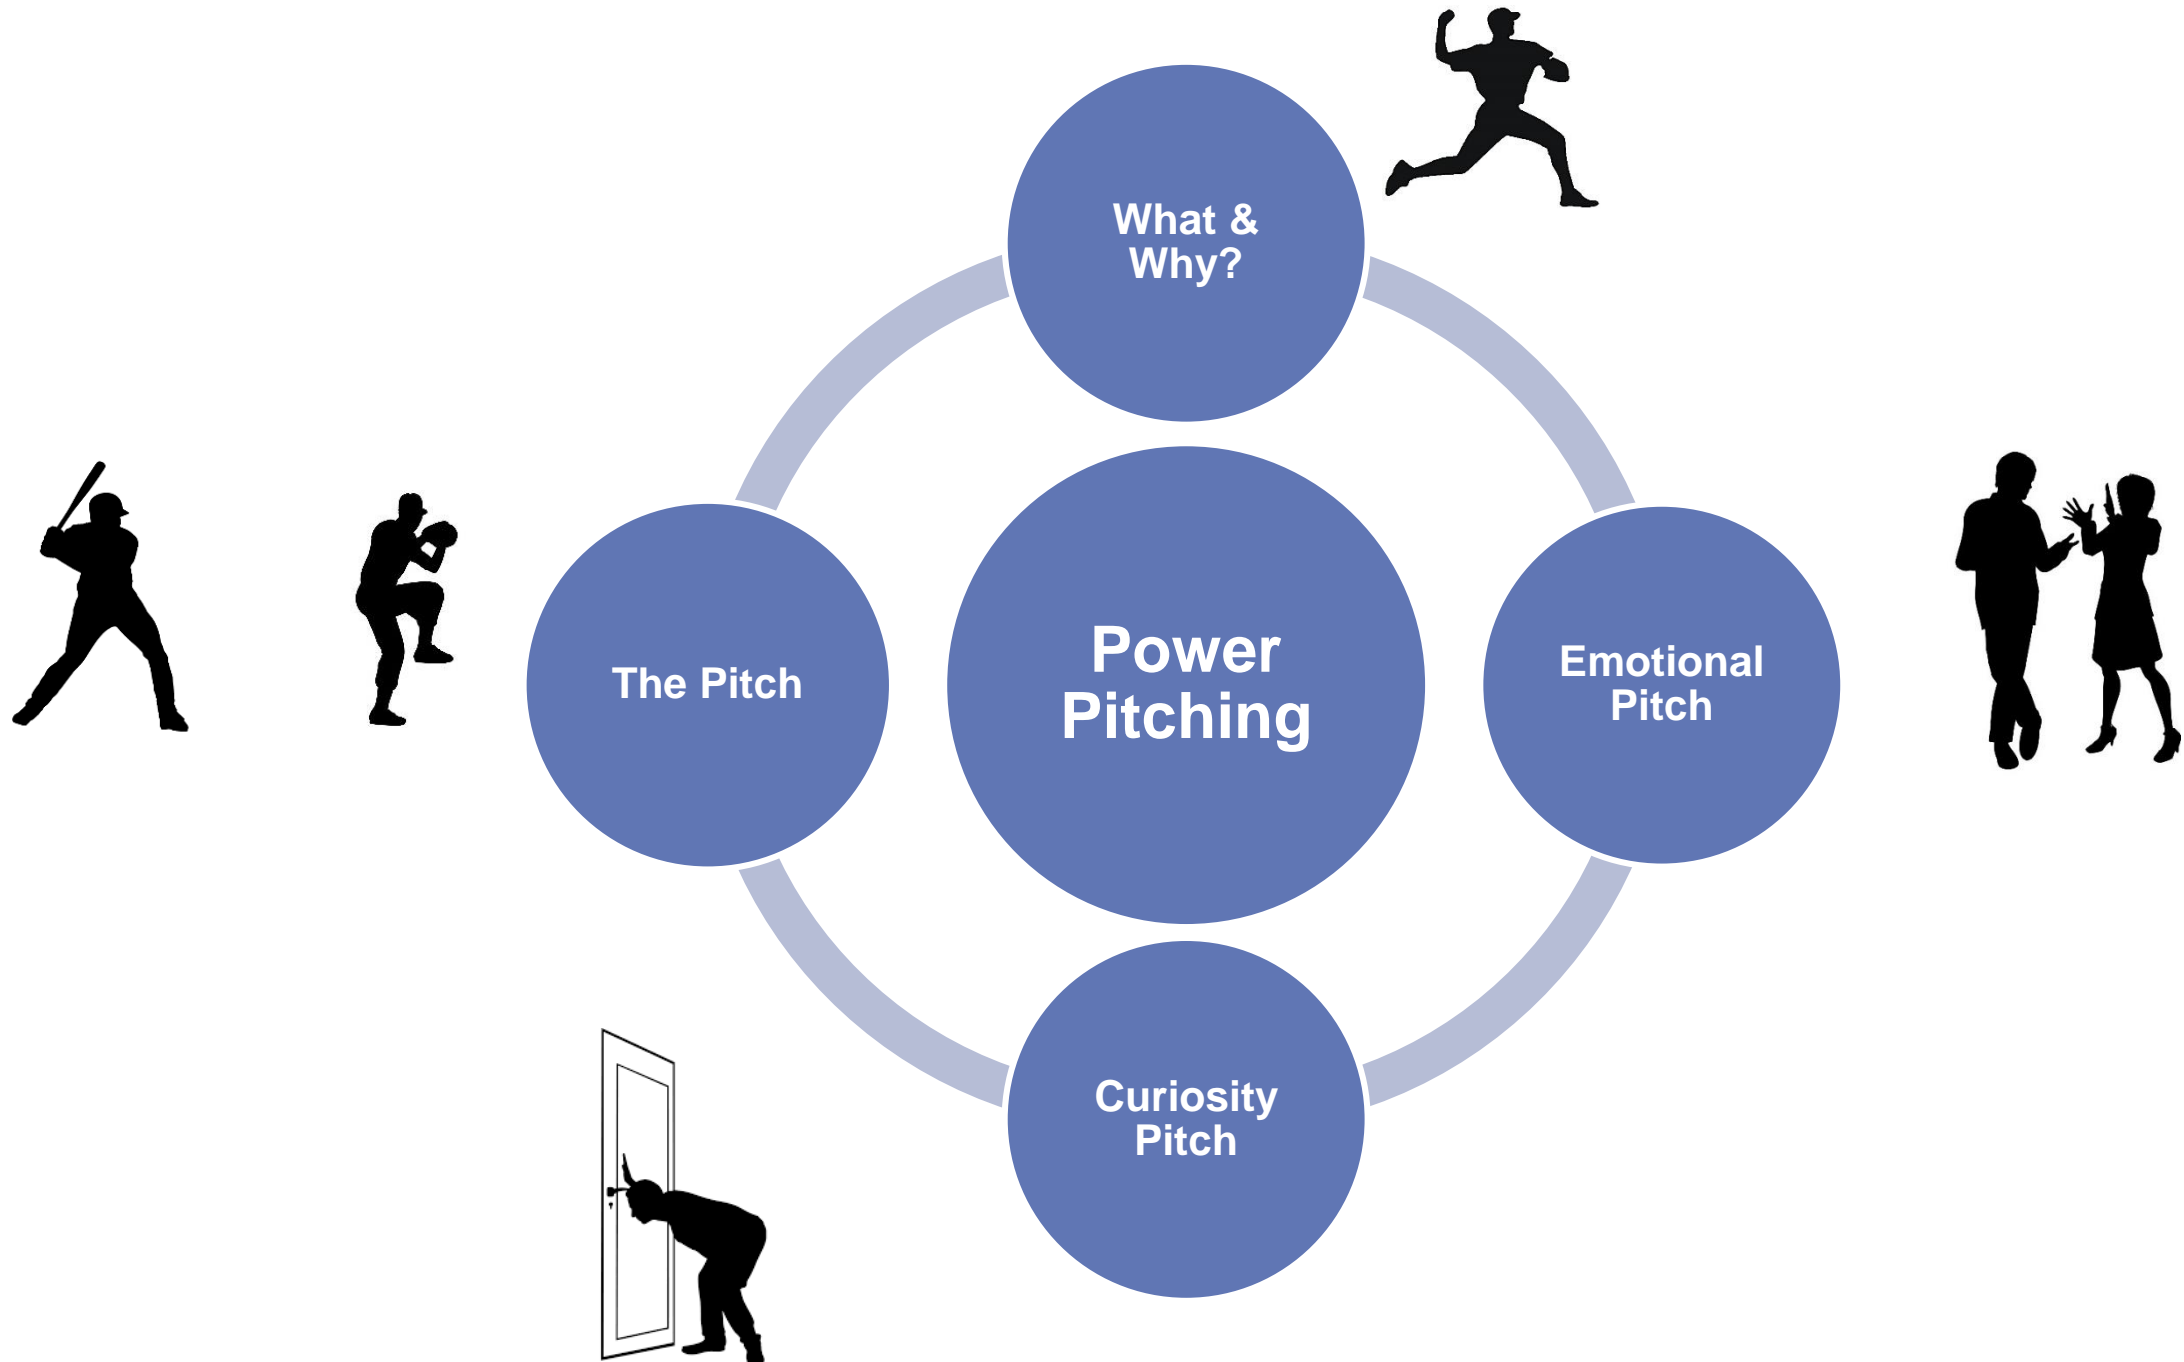 What &
Why?
The Pitch
Power
Pitching
Emotional
Pitch
Curiosity
Pitch